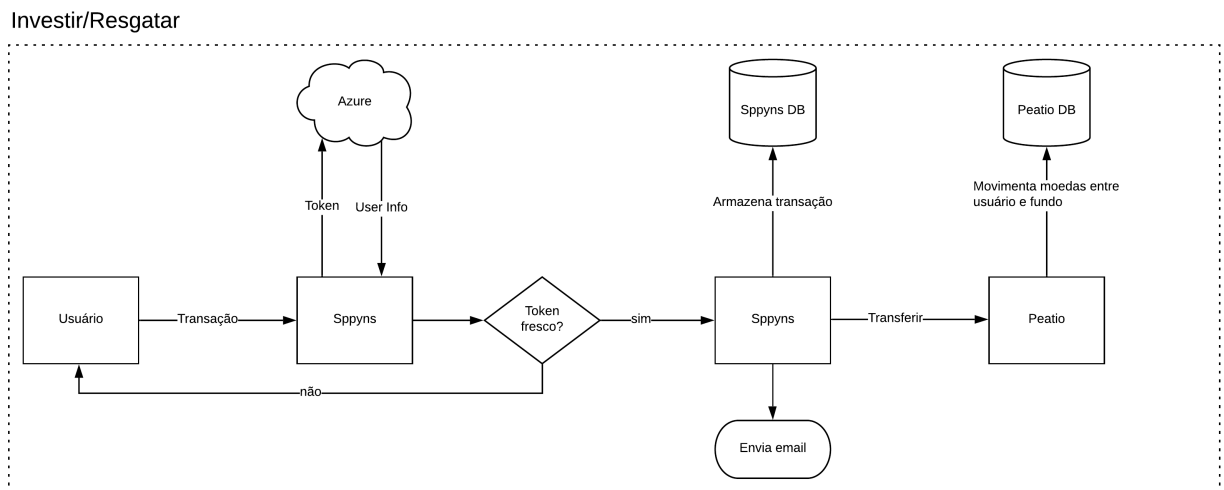 Investir/Resgatar
Azure
Sppyns DB
Peatio DB
Token
User Info
Armazena transação
Movimenta moedas entre
usuário e fundo
Usuário
Transação
Sppyns
Token
fresco?
sim
Sppyns
Transferir
Peatio
não
Envia email